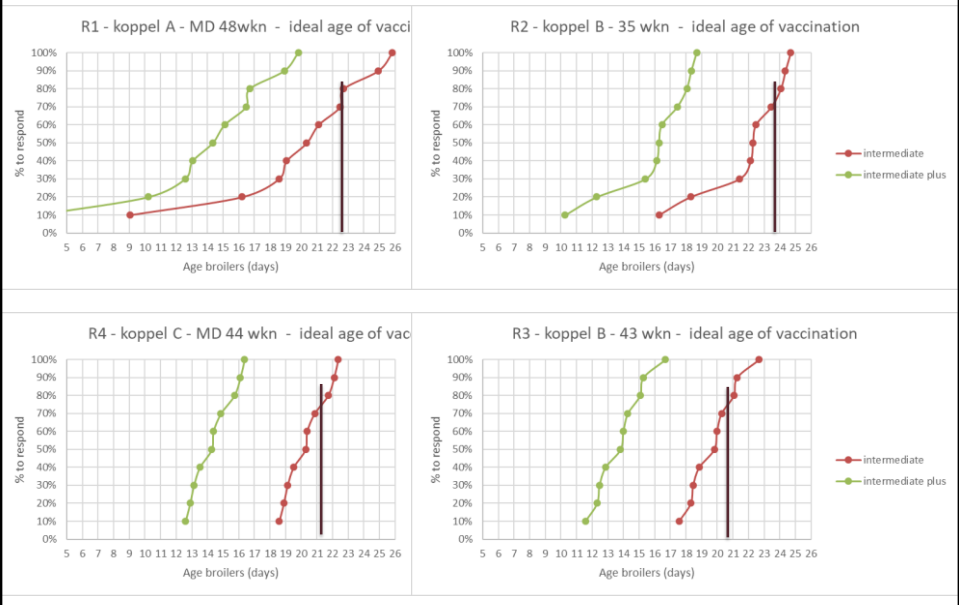 R1 - koppel A - MD 48wkn - ideal age of vacci
100%
90%
80%
70%
60%
50%
40%
30%
20%
10%
0%
% to respond
5 6 7 8 9 10 11 12 13 14 15 16 17 18 19 20 21 22 23 24 25 26
Age broilers (days)
R2 - koppel B - 35 wkn - ideal age of vaccination
100%
90%
80%
70%
60%
50%
40%
30%
20%
10%
0%
% to respond
5 6 7 8 9 10 11 12 13 14 15 16 17 18 19 20 21 22 23 24 25 26
Age broilers (days)
intermediate
intermediate plus
R4 - koppel C - MD 44 wkn - ideal age of vac
100%
90%
80%
70%
60%
50%
40%
30%
20%
10%
0%
% to respond
5 6 7 8 9 10 11 12 13 14 15 16 17 18 19 20 21 22 23 24 25 26
Age broilers (days)
R3 - koppel B - 43 wkn - ideal age of vaccination
100%
90%
80%
70%
60%
50%
40%
30%
20%
10%
0%
% to respond
5 6 7 8 9 10 11 12 13 14 15 16 17 18 19 20 21 22 23 24 25 26
Age broilers (days)
intermediate
intermediate plus